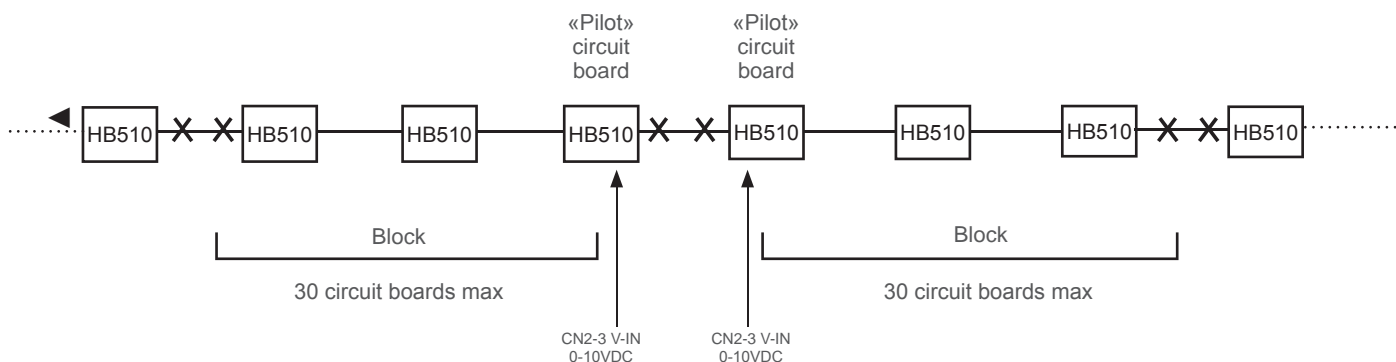 «Pilot»
circuit
board
«Pilot»
circuit
board
HB510
HB510
HB510
HB510
HB510
HB510
HB510
HB510
Block
Block
30 circuit boards max
30 circuit boards max
CN2-3 V-IN
0-10VDC
CN2-3 V-IN
0-10VDC